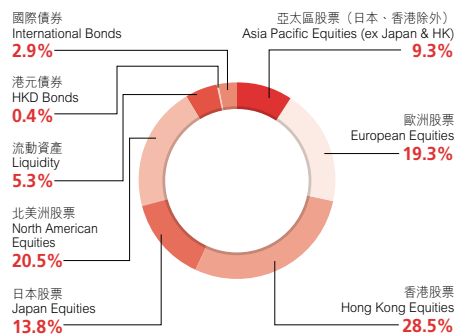 國際債券
International Bonds
2.9%
港元債券
HKD Bonds
0.4%
流動資產
Liquidity
5.3%
北美洲股票
North American
Equities
20.5%
日本股票
Japan Equities
13.8%
亞太區股票（日本、香港除外）
Asia Pacific Equities (ex Japan & HK)
9.3%
歐洲股票
European Equities
19.3%
香港股票
Hong Kong Equities
28.5%